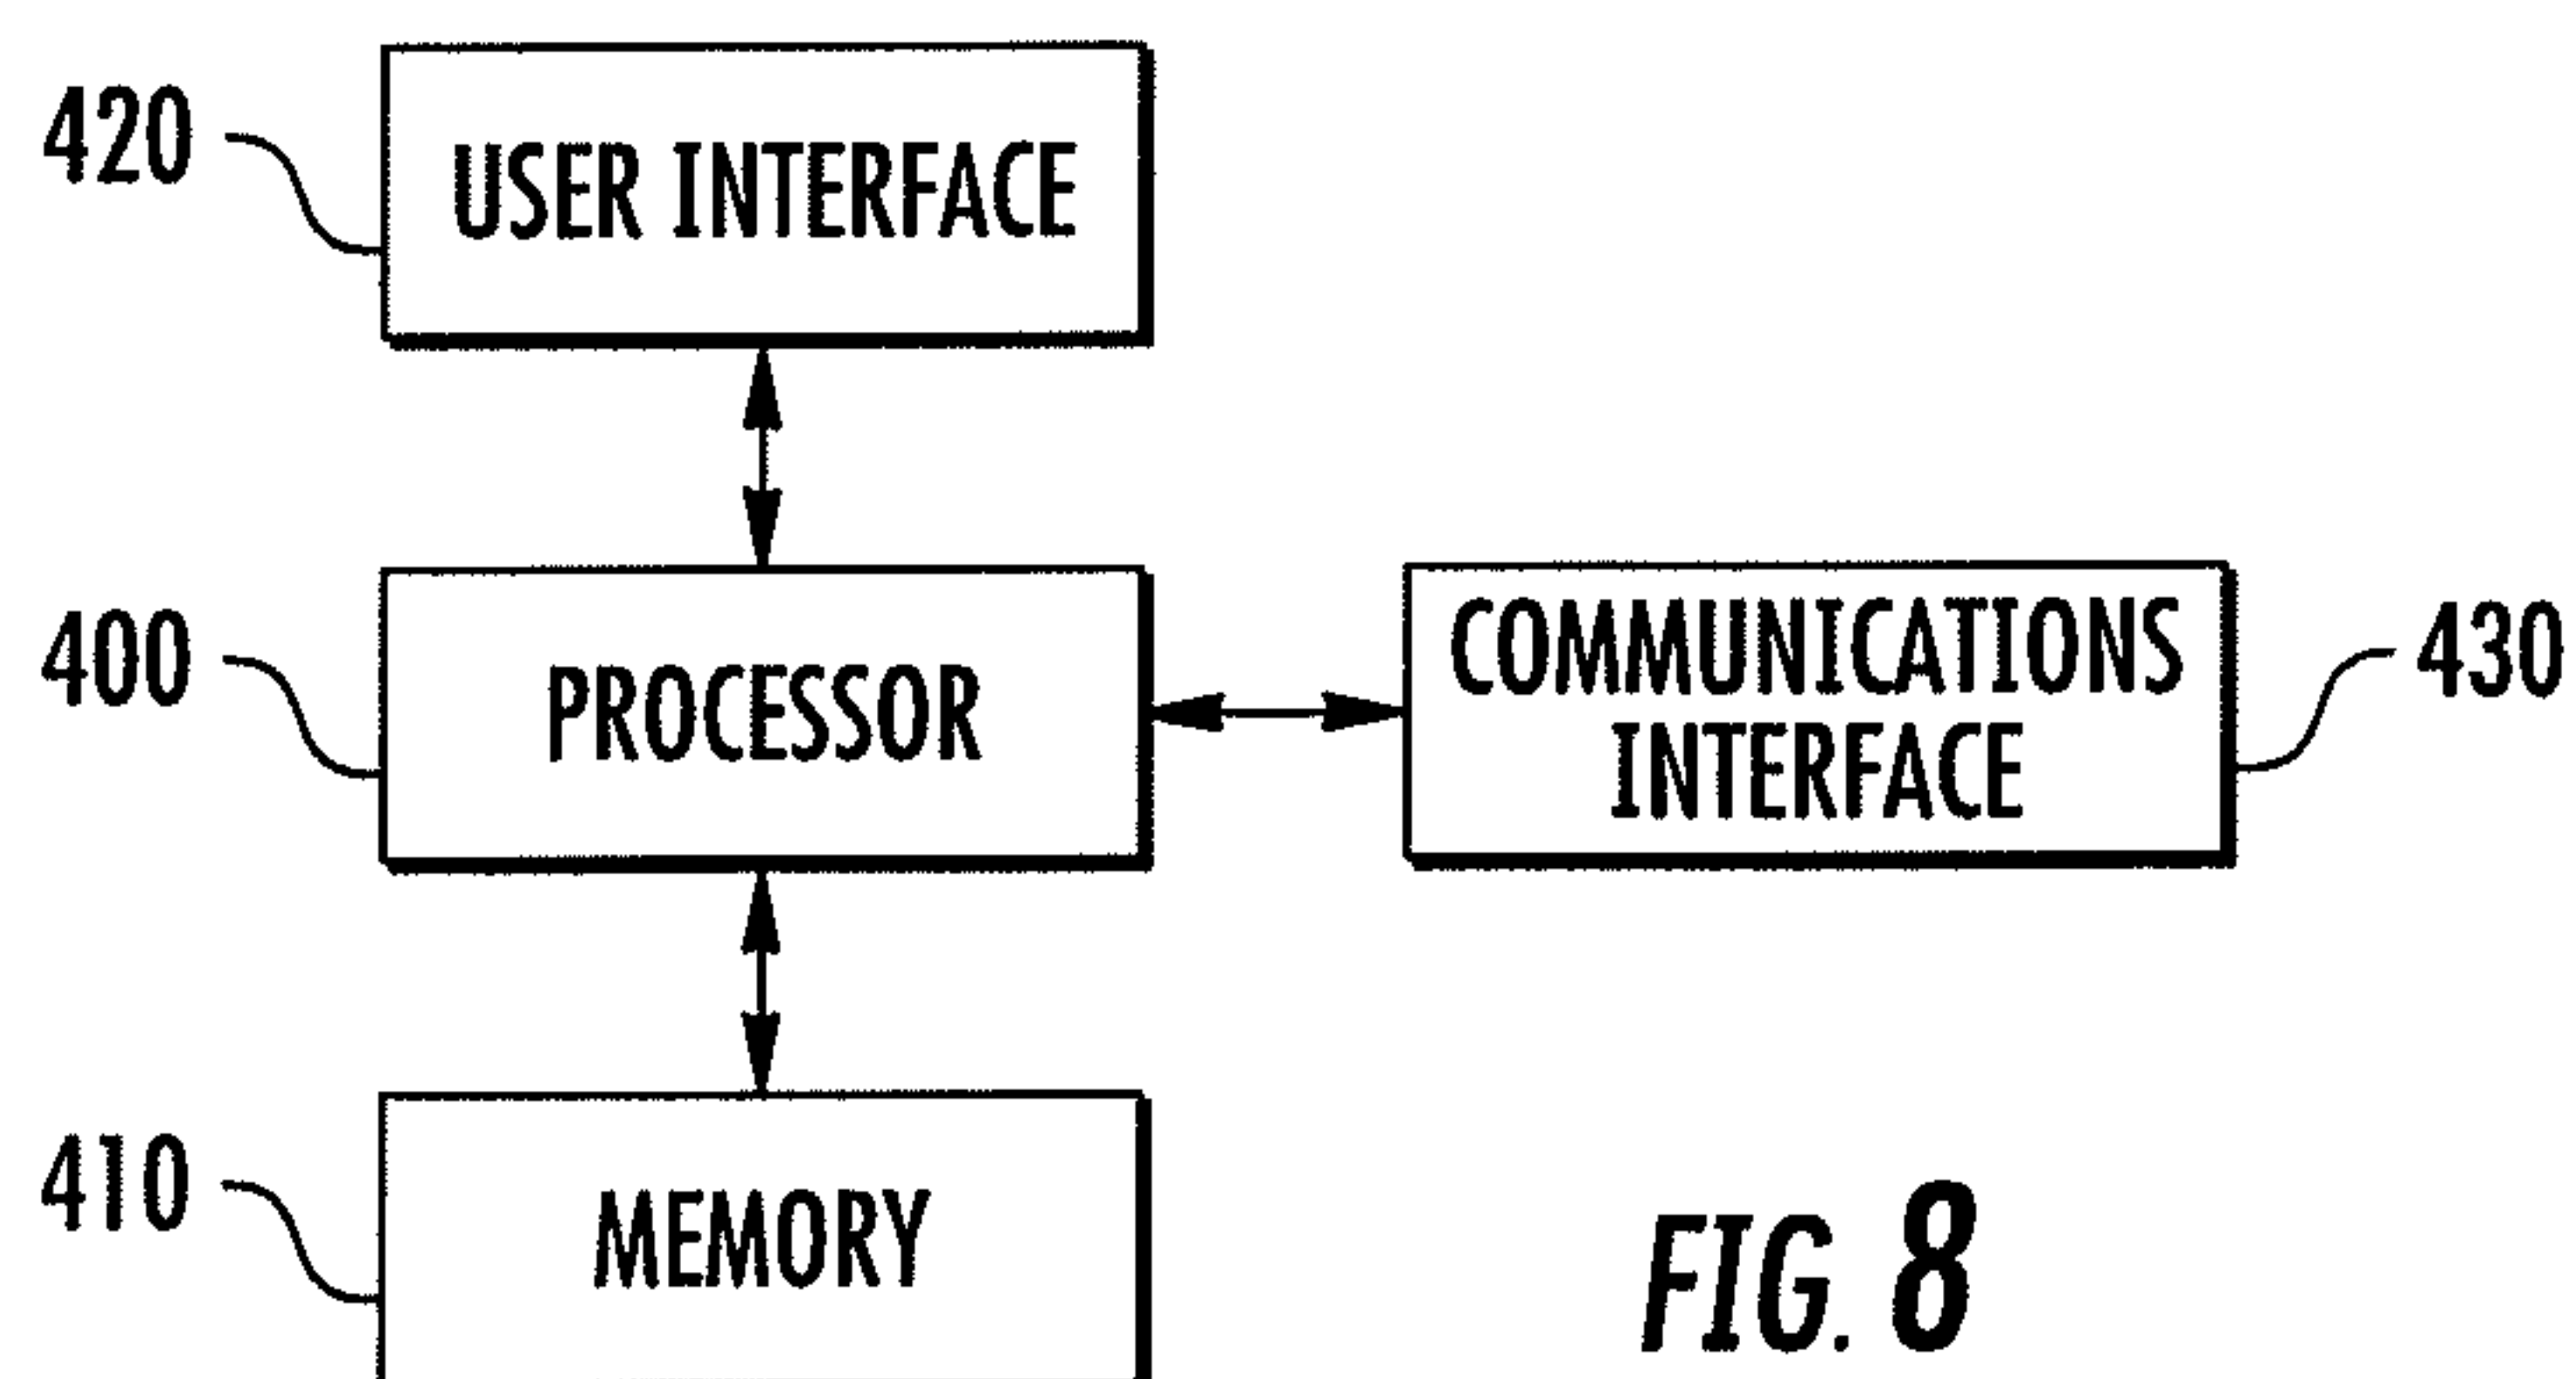 420
USER INTERFACE
400
PROCESSOR
COMMUNICATIONS
INTERFACE
430
410
MEMORY
FIG. 8